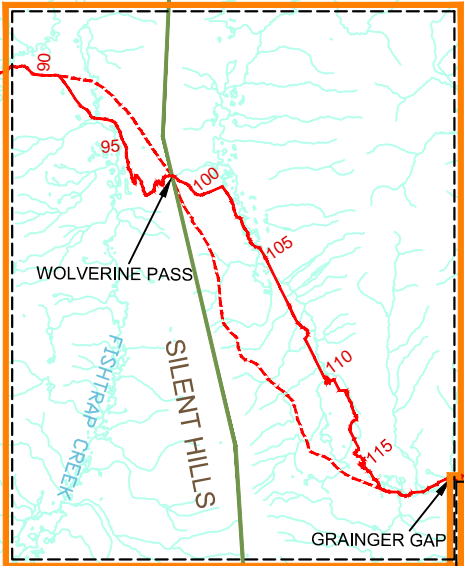 90
95
100
WOLVERINE PASS
105
FISHTRAP CREEK
SILENT HILLS
110
115
GRAINGER GAP